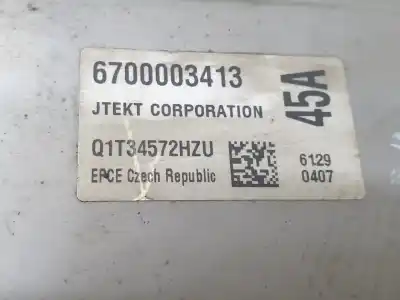 6700003413
JTEKT CORPORATION
45A
Q1T34572HZU
6129
EPCE Czech Republic
0407